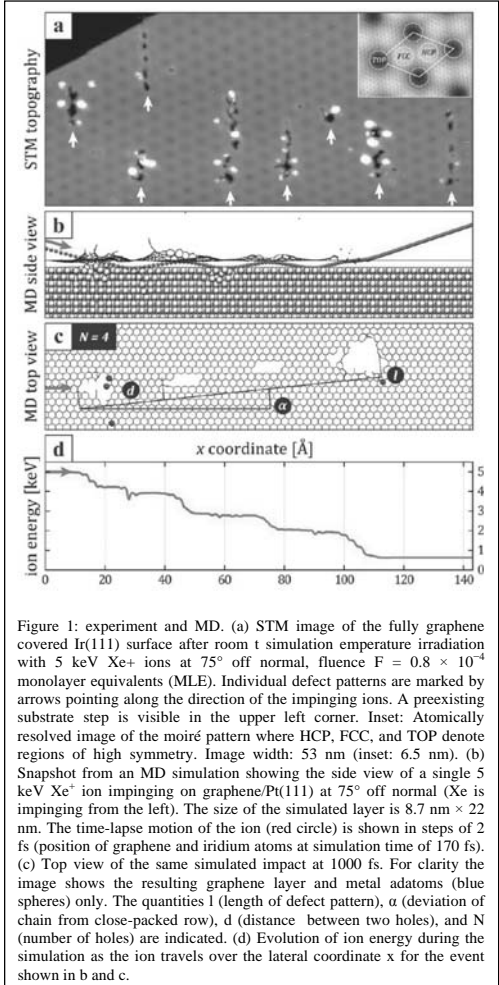 a
STM topography
TOP
FCC
HCP
b
MD side view
c
N = 4
MD top view
d
l
α
d
x coordinate [Å]
ion energy [keV]
5
4
3
2
1
0
0 20 40 60 80 100 120 140
Figure 1: experiment and MD. (a) STM image of the fully graphene
covered Ir(111) surface after room t simulation emperature irradiation
with 5 keV Xe+ ions at 75° off normal, fluence F = 0.8 × 10⁻⁴
monolayer equivalents (MLE). Individual defect patterns are marked by
arrows pointing along the direction of the impinging ions. A preexisting
substrate step is visible in the upper left corner. Inset: Atomically
resolved image of the moiré pattern where HCP, FCC, and TOP denote
regions of high symmetry. Image width: 53 nm (inset: 6.5 nm). (b)
Snapshot from an MD simulation showing the side view of a single 5
keV Xe⁺ ion impinging on graphene/Pt(111) at 75° off normal (Xe is
impinging from the left). The size of the simulated layer is 8.7 nm × 22
nm. The time-lapse motion of the ion (red circle) is shown in steps of 2
fs (position of graphene and iridium atoms at simulation time of 170 fs).
(c) Top view of the same simulated impact at 1000 fs. For clarity the
image shows the resulting graphene layer and metal adatoms (blue
spheres) only. The quantities l (length of defect pattern), α (deviation of
chain from close-packed row), d (distance between two holes), and N
(number of holes) are indicated. (d) Evolution of ion energy during the
simulation as the ion travels over the lateral coordinate x for the event
shown in b and c.